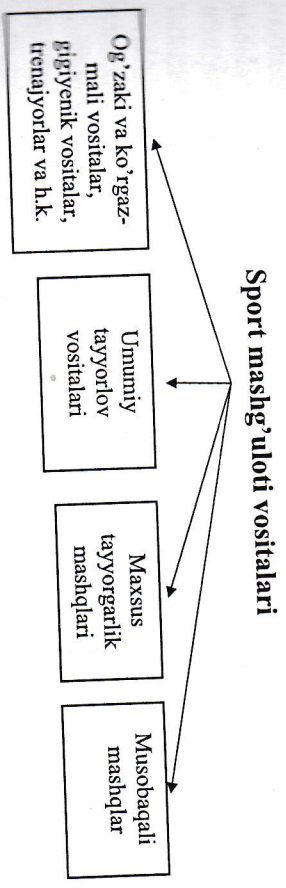 Sport mashg'uloti vositalari
Og'zaki va ko'rgaz-
mali vositalar,
gigiyenik vositalar,
trenajyorlar va h.k.
Umumiy
tayyorlov
vositalari
Maxsus
tayyorgarlik
mashqlari
Musobaqali
mashqlar